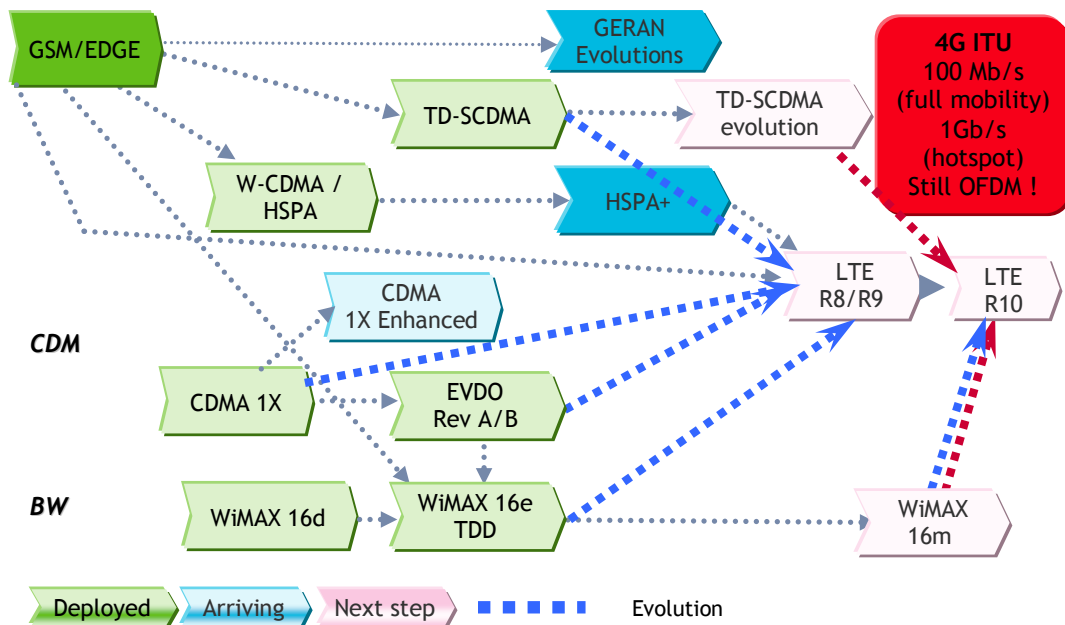 GSM/EDGE
GERAN
Evolutions
4G ITU
100 Mb/s
(full mobility)
1Gb/s
(hotspot)
Still OFDM !
TD-SCDMA
TD-SCDMA
evolution
W-CDMA /
HSPA
HSPA+
LTE
R8/R9
LTE
R10
CDMA
1X Enhanced
CDM
CDMA 1X
EVDO
Rev A/B
BW
WiMAX 16d
WiMAX 16e
TDD
WiMAX
16m
Deployed
Arriving
Next step
Evolution